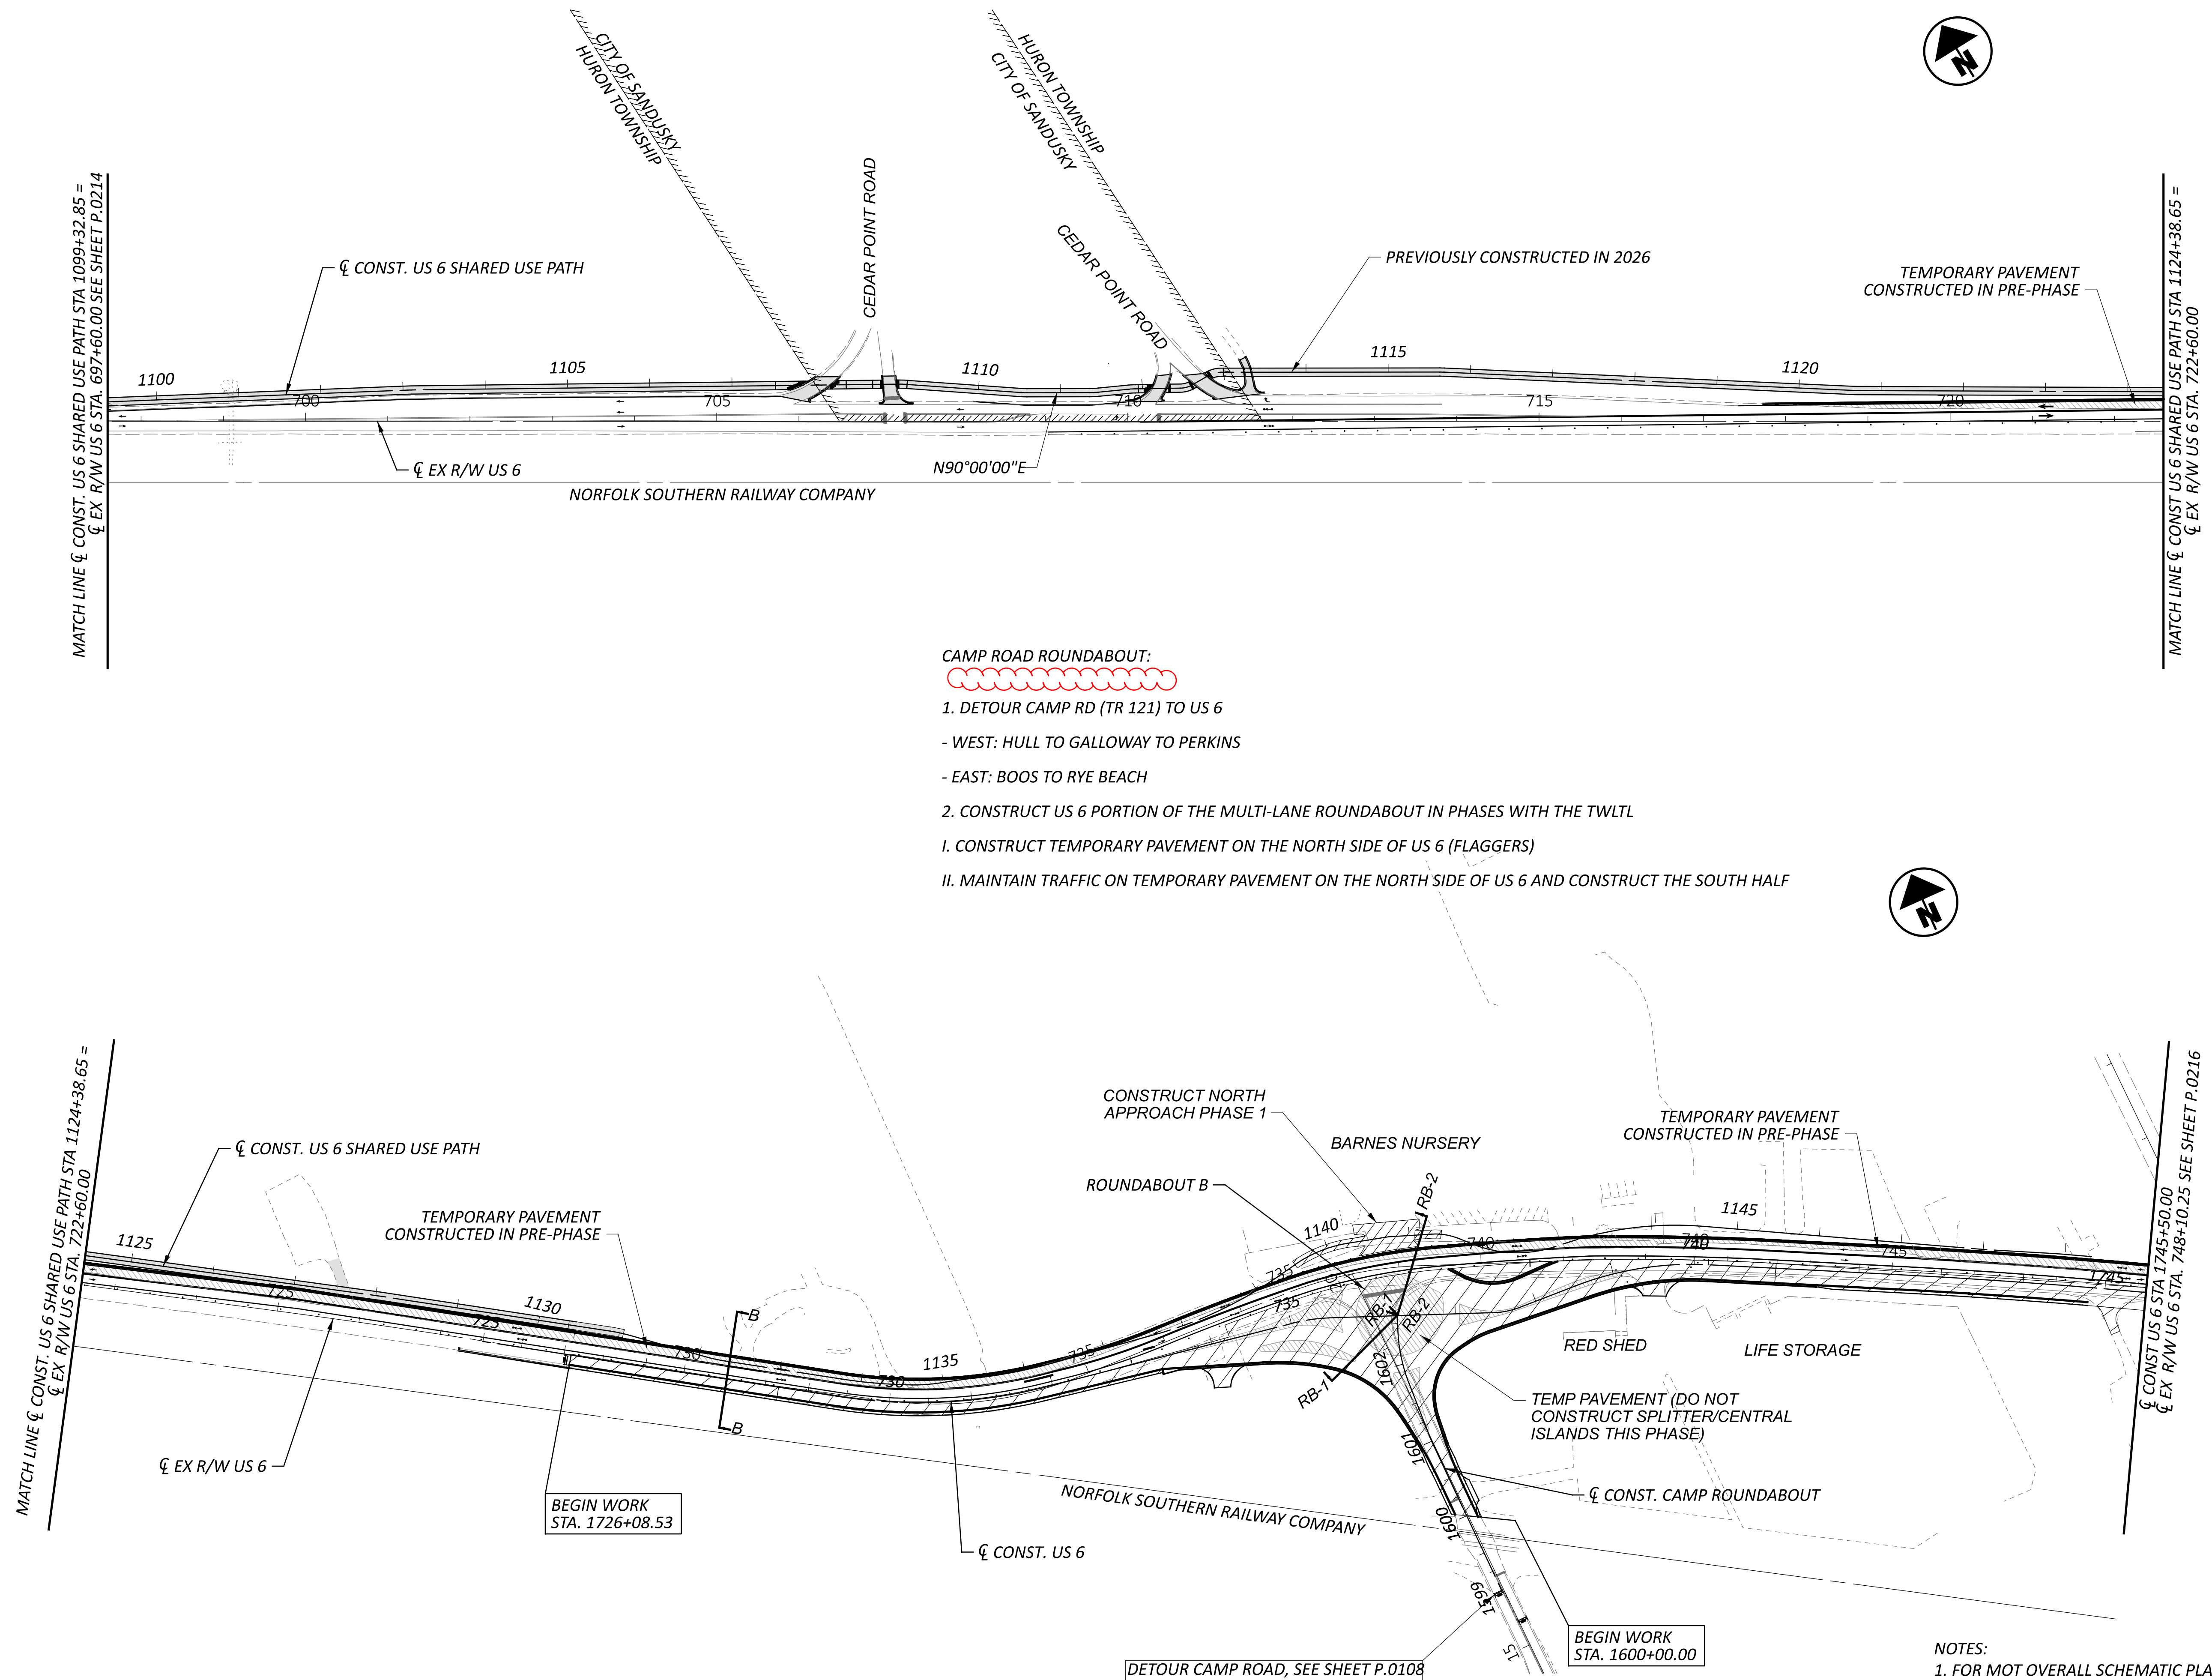 CITY OF SANDUSKY
HURON TOWNSHIP
HURON TOWNSHIP
CITY OF SANDUSKY
N
MATCH LINE ℄ CONST. US 6 SHARED USE PATH STA 1099+32.85 =
℄ EX R/W US 6 STA. 697+60.00 SEE SHEET P.0214
℄ CONST. US 6 SHARED USE PATH
CEDAR POINT ROAD
CEDAR POINT ROAD
PREVIOUSLY CONSTRUCTED IN 2026
TEMPORARY PAVEMENT
CONSTRUCTED IN PRE-PHASE
MATCH LINE ℄ CONST US 6 SHARED USE PATH STA 1124+38.65 =
℄ EX R/W US 6 STA. 722+60.00
1100
1105
1110
1115
1120
700
705
710
715
720
℄ EX R/W US 6
N90°00'00"E
NORFOLK SOUTHERN RAILWAY COMPANY
CAMP ROAD ROUNDABOUT:
1. DETOUR CAMP RD (TR 121) TO US 6
- WEST: HULL TO GALLOWAY TO PERKINS
- EAST: BOOS TO RYE BEACH
2. CONSTRUCT US 6 PORTION OF THE MULTI-LANE ROUNDABOUT IN PHASES WITH THE TWLTL
I. CONSTRUCT TEMPORARY PAVEMENT ON THE NORTH SIDE OF US 6 (FLAGGERS)
II. MAINTAIN TRAFFIC ON TEMPORARY PAVEMENT ON THE NORTH SIDE OF US 6 AND CONSTRUCT THE SOUTH HALF
N
MATCH LINE ℄ CONST. US 6 SHARED USE PATH STA 1124+38.65 =
℄ EX R/W US 6 STA. 722+60.00
℄ CONST. US 6 SHARED USE PATH
TEMPORARY PAVEMENT
CONSTRUCTED IN PRE-PHASE
CONSTRUCT NORTH
APPROACH PHASE 1
BARNES NURSERY
ROUNDABOUT B
TEMPORARY PAVEMENT
CONSTRUCTED IN PRE-PHASE
℄ CONST US 6 STA 1745+50.00
℄ EX R/W US 6 STA. 748+10.25 SEE SHEET P.0216
1125
1130
1135
1140
1145
725
725
730
730
735
735
735
740
740
740
745
1745
B
B
RB-2
RB-1
RB-2
RB-1
1602
1601
1600
1599
15
RED SHED
LIFE STORAGE
TEMP PAVEMENT (DO NOT
CONSTRUCT SPLITTER/CENTRAL
ISLANDS THIS PHASE)
℄ CONST. CAMP ROUNDABOUT
℄ EX R/W US 6
BEGIN WORK
STA. 1726+08.53
℄ CONST. US 6
NORFOLK SOUTHERN RAILWAY COMPANY
BEGIN WORK
STA. 1600+00.00
DETOUR CAMP ROAD, SEE SHEET P.0108
NOTES:
1. FOR MOT OVERALL SCHEMATIC PLA